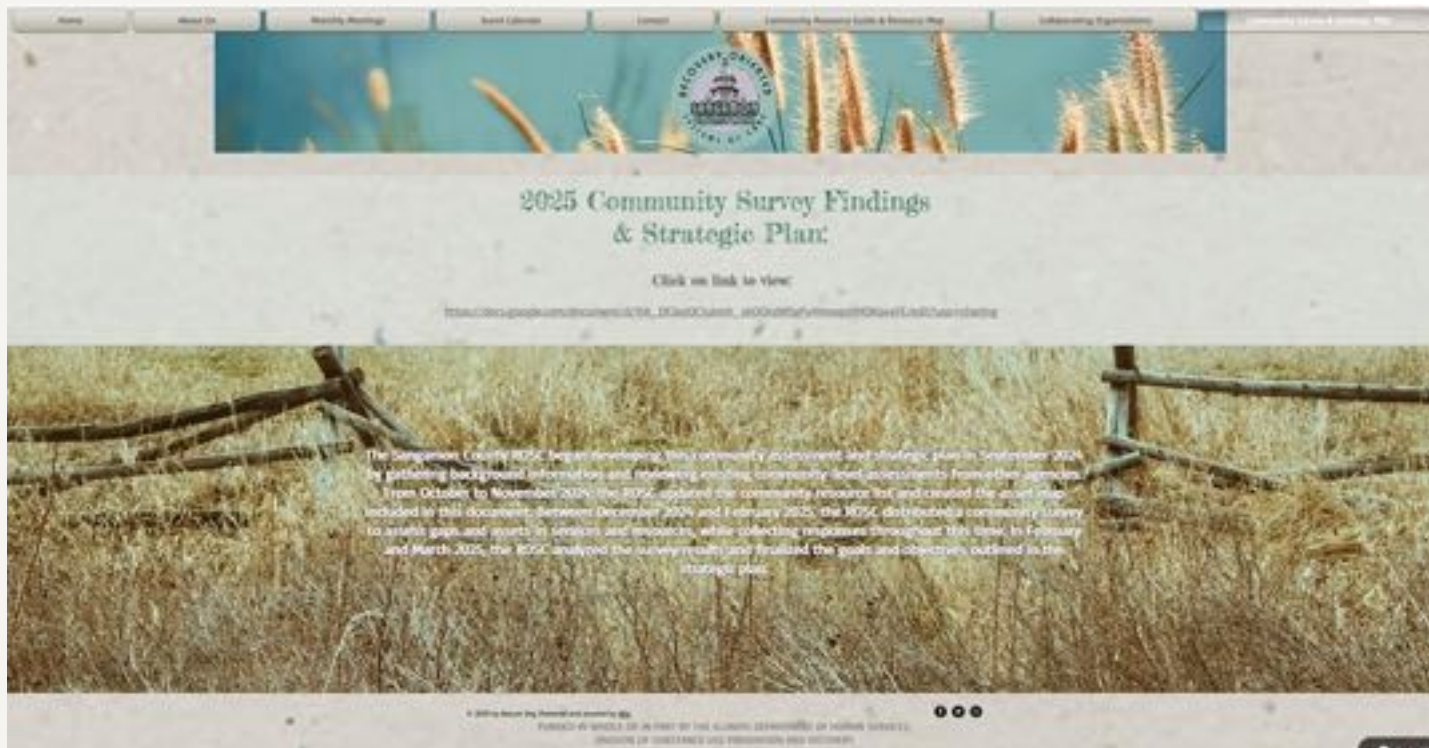 Home
About Us
Monthly Meetings
Event Calendar
Contact
Community Resource Guide & Resource Map
Collaborating Organizations
RECOVERY-ORIENTED
SANGAMON
SYSTEMS OF CARE
2025 Community Survey Findings
& Strategic Plan:
Click on link to view:
The Sangamon County ROSC began developing this community assessment and strategic plan in September 2024
by gathering background information and reviewing existing community-level assessments from other agencies.
From October to November 2024, the ROSC updated the community resource list and created the asset map
included in this document. Between December 2024 and February 2025, the ROSC distributed a community survey
to assess gaps and assets in services and resources, while collecting responses throughout this time. In February
and March 2025, the ROSC analyzed the survey results and finalized the goals and objectives outlined in the
strategic plan.
FUNDED IN WHOLE OR IN PART BY THE ILLINOIS DEPARTMENT OF HUMAN SERVICES,
DIVISION OF SUBSTANCE USE PREVENTION AND RECOVERY